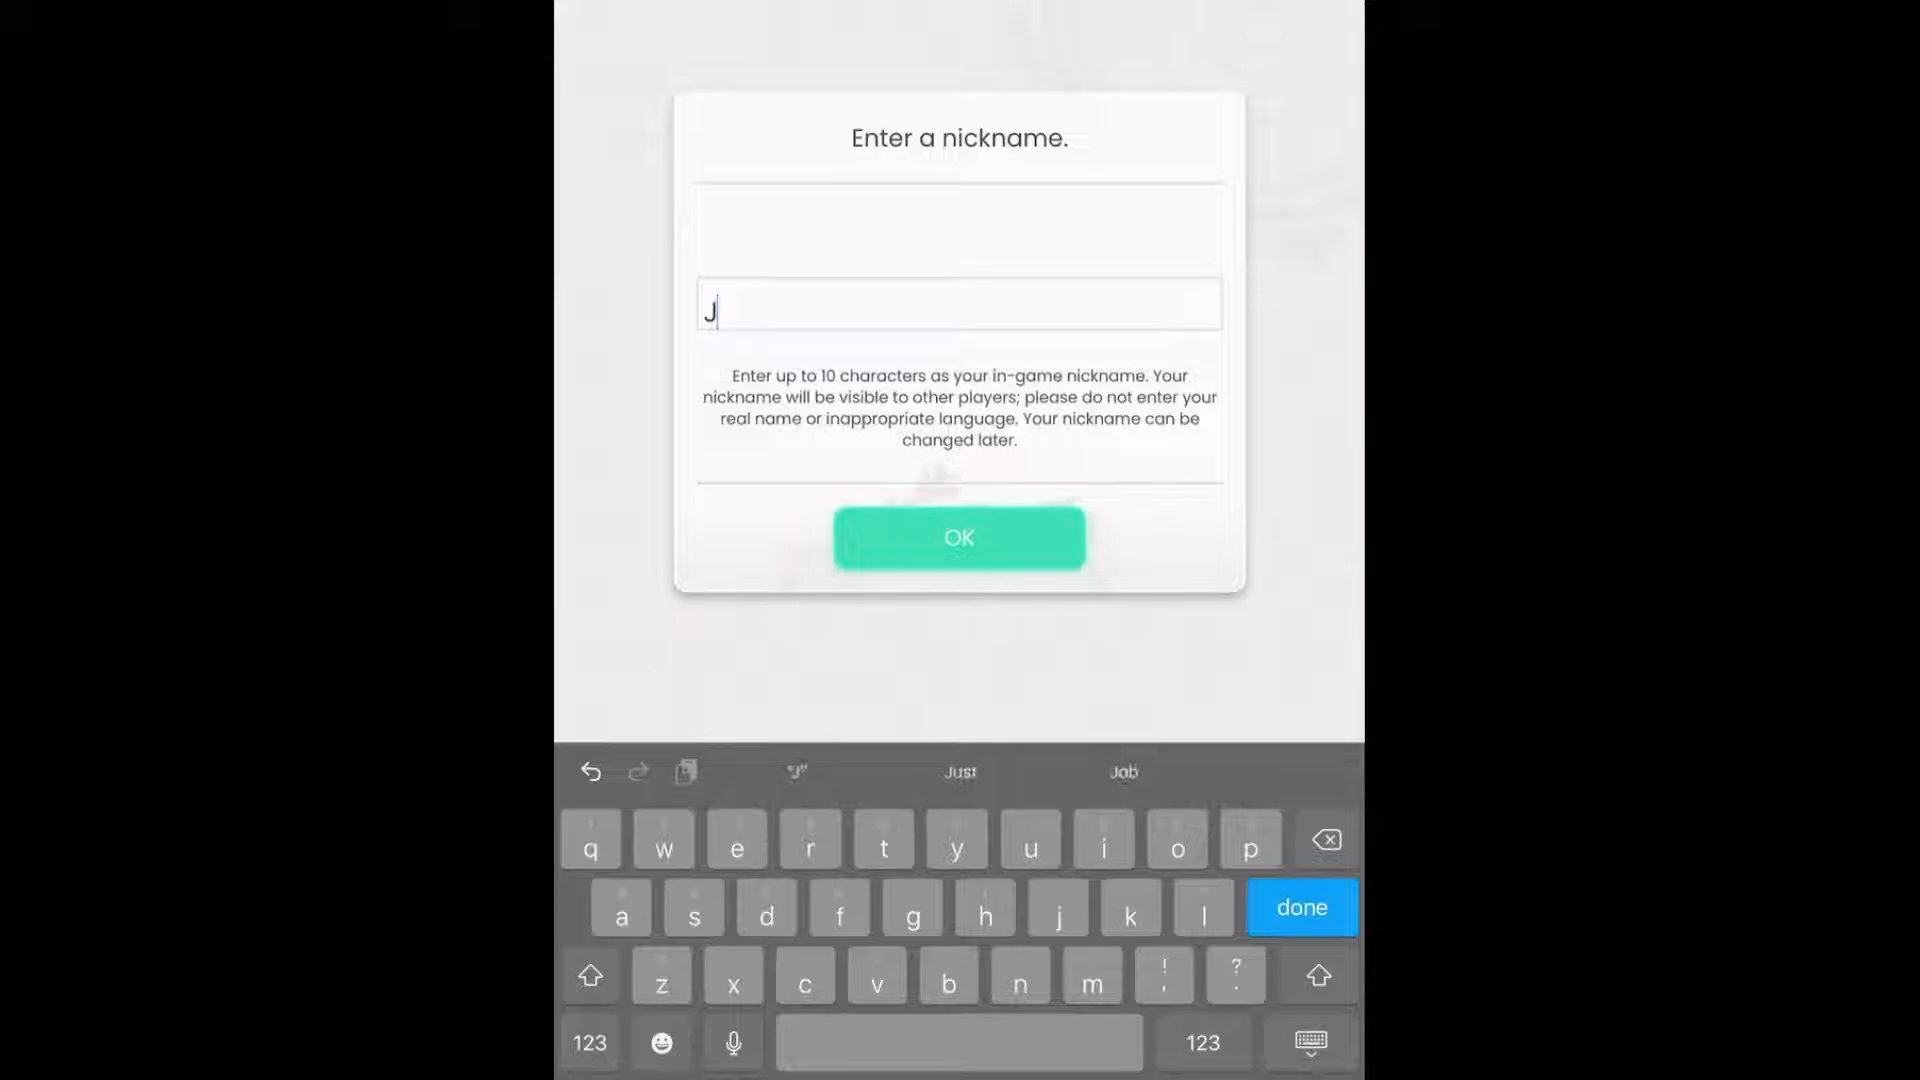 Enter a nickname.
J
Enter up to 10 characters as your in-game nickname. Your
nickname will be visible to other players; please do not enter your
real name or inappropriate language. Your nickname can be
changed later.
OK
"J" Just Job
q w e r t y u i o p
a s d f g h j k l done
z x c v b n m ! , ? .
123 123